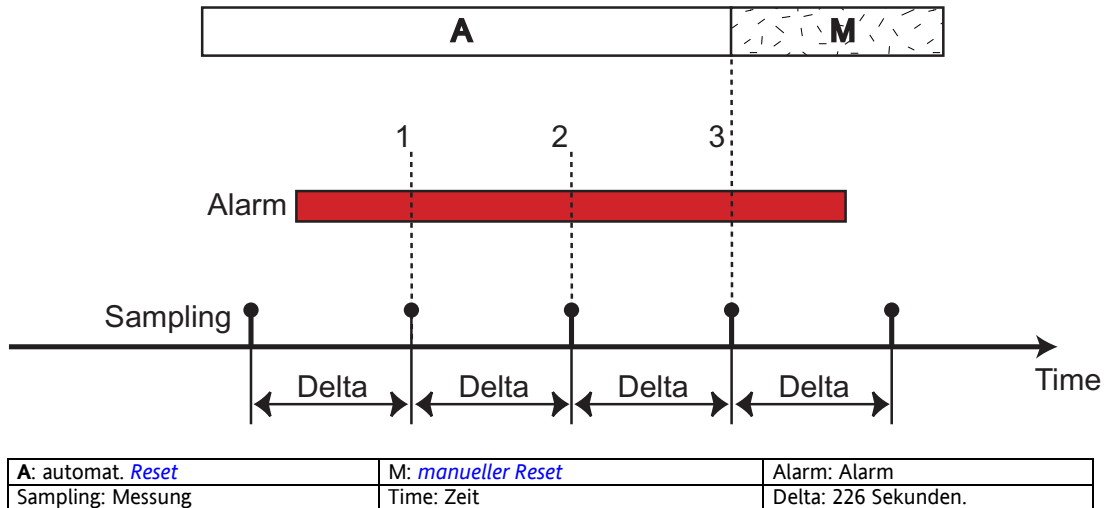 A M
1 2 3
Alarm
Sampling
Time
Delta Delta Delta Delta
A: automat. Reset M: manueller Reset Alarm: Alarm
Sampling: Messung Time: Zeit Delta: 226 Sekunden.